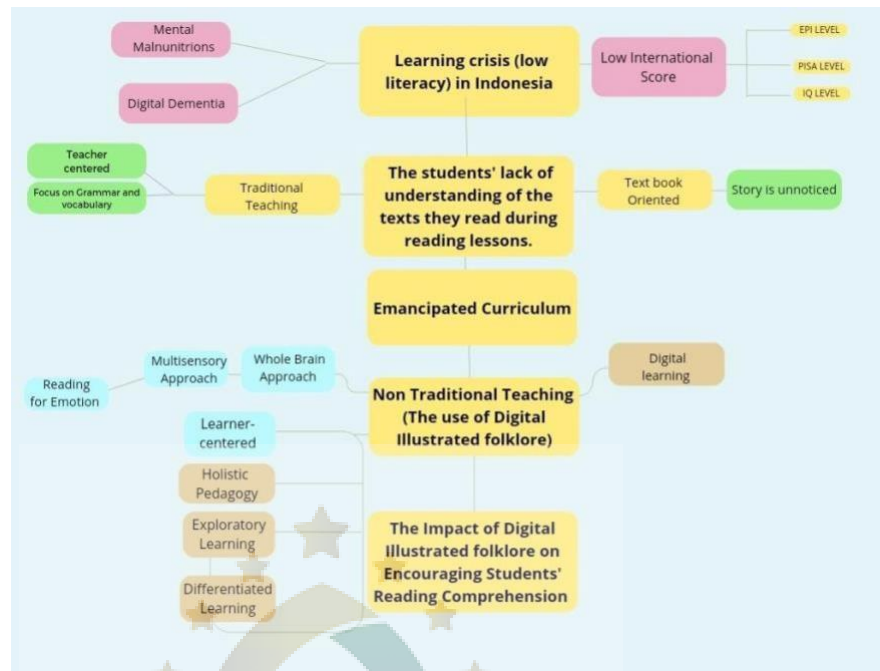 Mental
Malnunitrions
Digital Dementia
Learning crisis (low
literacy) in Indonesia
Low International
Score
EPI LEVEL
PISA LEVEL
IQ LEVEL
Teacher
centered
Focus on Grammar and
vocabulary
Traditional
Teaching
The students' lack of
understanding of the
texts they read during
reading lessons.
Text book
Oriented
Story is unnoticed
Emancipated Curriculum
Reading
for Emotion
Multisensory
Approach
Whole Brain
Approach
Non Traditional Teaching
(The use of Digital
Illustrated folklore)
Digital
learning
Learner-
centered
Holistic
Pedagogy
Exploratory
Learning
Differentiated
Learning
The Impact of Digital
Illustrated folklore on
Encouraging Students'
Reading Comprehension